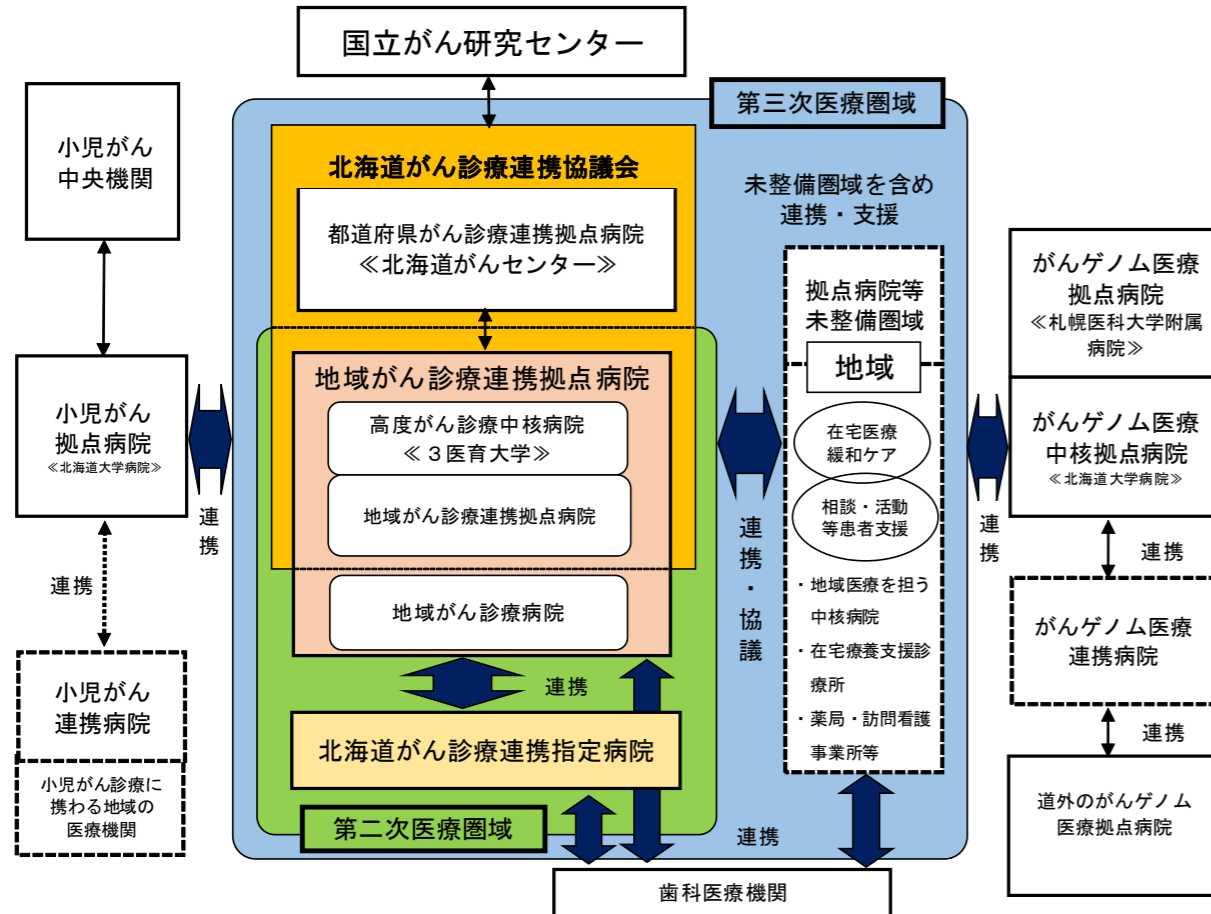 国立がん研究センター
第三次医療圏域
小児がん
中央機関
北海道がん診療連携協議会
未整備圏域を含め
連携・支援
都道府県がん診療連携拠点病院
≪北海道がんセンター≫
拠点病院等
未整備圏域
がんゲノム医療
拠点病院
≪札幌医科大学附属
病院≫
小児がん
拠点病院
≪北海道大学病院≫
連携
地域がん診療連携拠点病院
高度がん診療中核病院
≪３医育大学≫
地域がん診療連携拠点病院
地域がん診療病院
連携・協議
地域
在宅医療
緩和ケア
相談・活動
等患者支援
・地域医療を担う
中核病院
・在宅療養支援診
療所
・薬局・訪問看護
事業所等
連携
がんゲノム医療
中核拠点病院
≪北海道大学病院≫
連携
がんゲノム医療
連携病院
連携
道外のがんゲノム
医療拠点病院
連携
小児がん
連携病院
小児がん診療に
携わる地域の
医療機関
連携
北海道がん診療連携指定病院
第二次医療圏域
連携
歯科医療機関